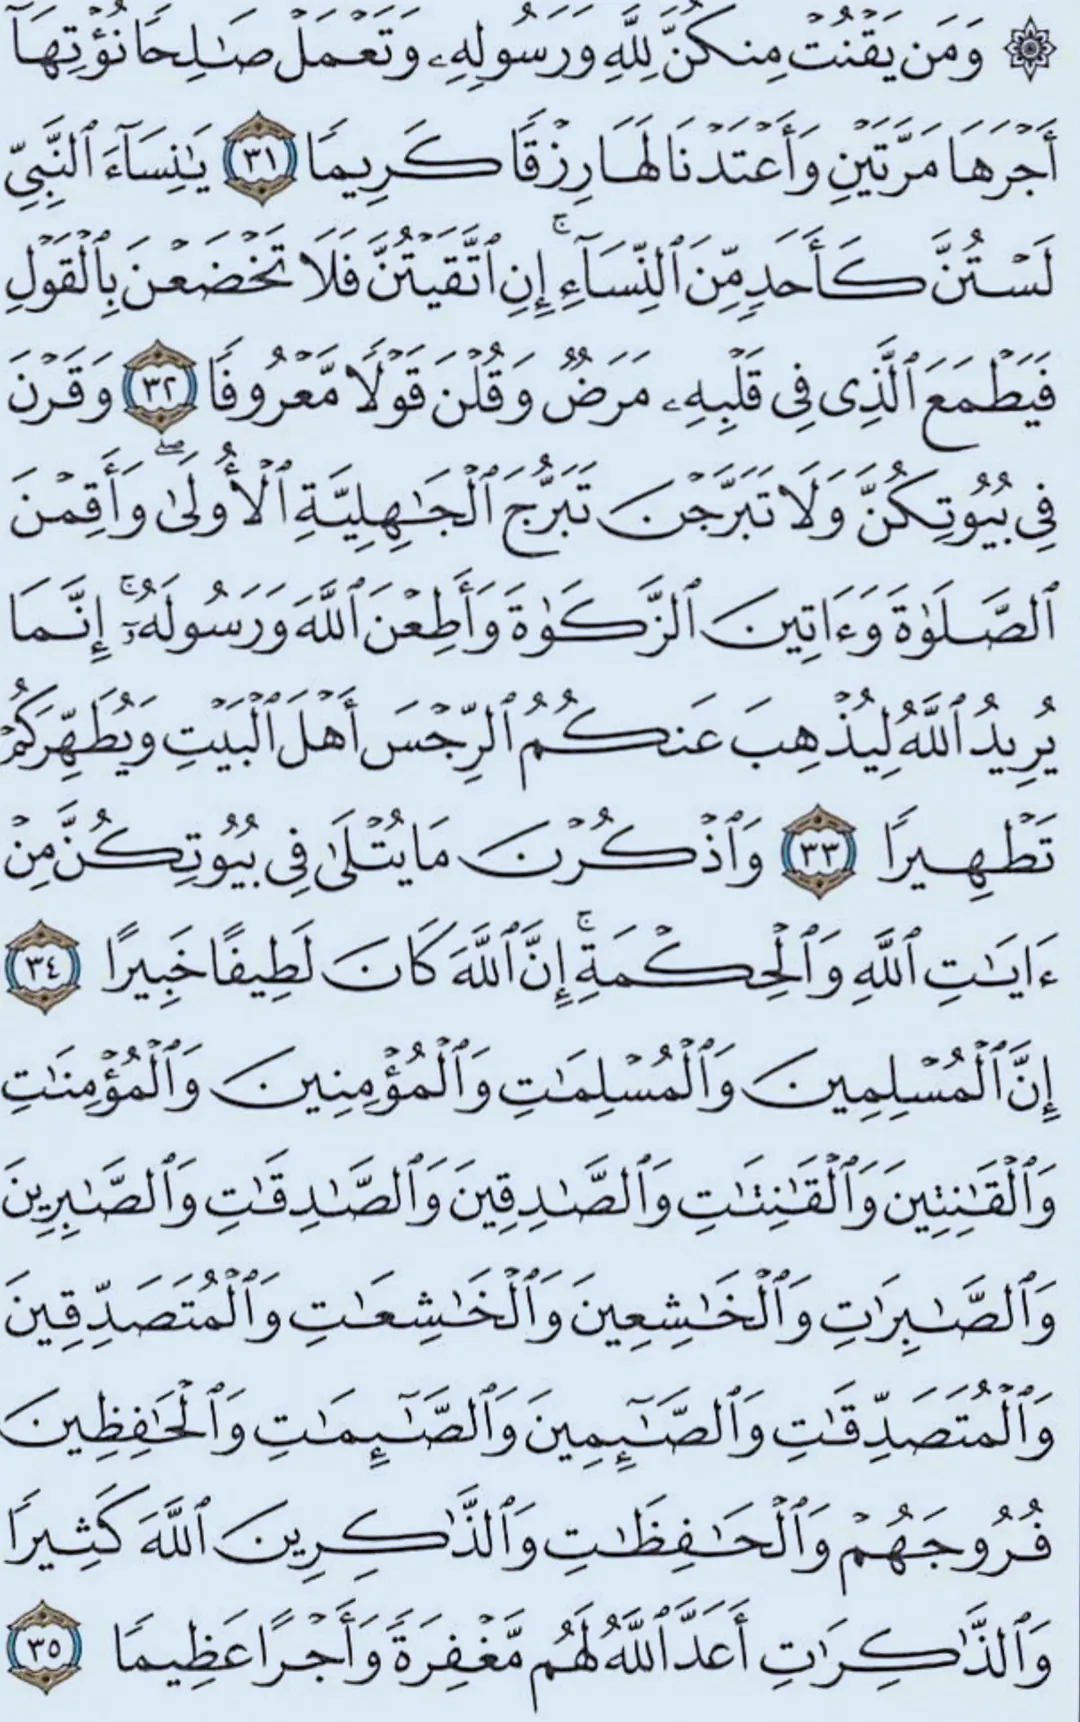 ۞ وَمَن يَقْنُتْ مِنكُنَّ لِلَّهِ وَرَسُولِهِۦ وَتَعْمَلْ صَٰلِحًا نُّؤْتِهَآ
أَجْرَهَا مَرَّتَيْنِ وَأَعْتَدْنَا لَهَا رِزْقًا كَرِيمًا ٣١ يَٰنِسَآءَ ٱلنَّبِىِّ
لَسْتُنَّ كَأَحَدٍ مِّنَ ٱلنِّسَآءِ ۚ إِنِ ٱتَّقَيْتُنَّ فَلَا تَخْضَعْنَ بِٱلْقَوْلِ
فَيَطْمَعَ ٱلَّذِى فِى قَلْبِهِۦ مَرَضٌ وَقُلْنَ قَوْلًا مَّعْرُوفًا ٣٢ وَقَرْنَ
فِى بُيُوتِكُنَّ وَلَا تَبَرَّجْنَ تَبَرُّجَ ٱلْجَٰهِلِيَّةِ ٱلْأُولَىٰ ۖ وَأَقِمْنَ
ٱلصَّلَوٰةَ وَءَاتِينَ ٱلزَّكَوٰةَ وَأَطِعْنَ ٱللَّهَ وَرَسُولَهُۥٓ ۚ إِنَّمَا
يُرِيدُ ٱللَّهُ لِيُذْهِبَ عَنكُمُ ٱلرِّجْسَ أَهْلَ ٱلْبَيْتِ وَيُطَهِّرَكُمْ
تَطْهِيرًا ٣٣ وَٱذْكُرْنَ مَا يُتْلَىٰ فِى بُيُوتِكُنَّ مِنْ
ءَايَٰتِ ٱللَّهِ وَٱلْحِكْمَةِ ۚ إِنَّ ٱللَّهَ كَانَ لَطِيفًا خَبِيرًا ٣٤
إِنَّ ٱلْمُسْلِمِينَ وَٱلْمُسْلِمَٰتِ وَٱلْمُؤْمِنِينَ وَٱلْمُؤْمِنَٰتِ
وَٱلْقَٰنِتِينَ وَٱلْقَٰنِتَٰتِ وَٱلصَّٰدِقِينَ وَٱلصَّٰدِقَٰتِ وَٱلصَّٰبِرِينَ
وَٱلصَّٰبِرَٰتِ وَٱلْخَٰشِعِينَ وَٱلْخَٰشِعَٰتِ وَٱلْمُتَصَدِّقِينَ
وَٱلْمُتَصَدِّقَٰتِ وَٱلصَّٰٓئِمِينَ وَٱلصَّٰٓئِمَٰتِ وَٱلْحَٰفِظِينَ
فُرُوجَهُمْ وَٱلْحَٰفِظَٰتِ وَٱلذَّٰكِرِينَ ٱللَّهَ كَثِيرًا
وَٱلذَّٰكِرَٰتِ أَعَدَّ ٱللَّهُ لَهُم مَّغْفِرَةً وَأَجْرًا عَظِيمًا ٣٥